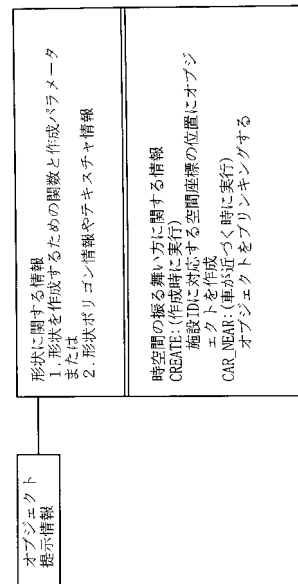 オブジェクト
提示情報
形状に関する情報
1. 形状を作成するための関数と作成パラメータ
または
2. 形状ポリゴン情報やテキスチャ情報
時空間の振る舞い方に関する情報
CREATE:(作成時に実行)
施設IDに対応する空間座標の位置にオブジ
ェクトを作成
CAR_NEAR:(車が近づく時に実行)
オブジェクトをブリンキングする